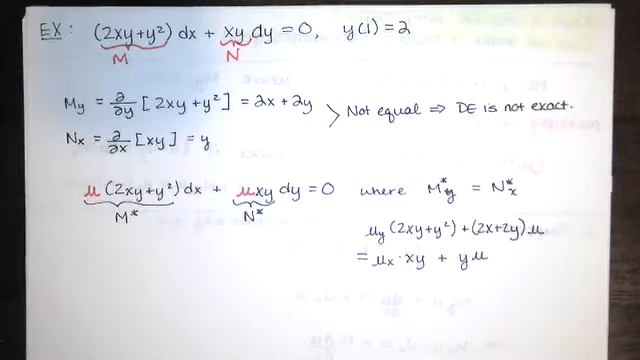 EX: (2xy+y²) dx + xy dy = 0, y(1) = 2
M N
My = ∂/∂y [2xy+y²] = 2x+2y
Nx = ∂/∂x [xy] = y
> Not equal ⇒ DE is not exact.
μ(2xy+y²)dx + μxy dy = 0 where M*y = N*x
M* N*
μy (2xy+y²) + (2x+2y)μ
= μx · xy + yμ